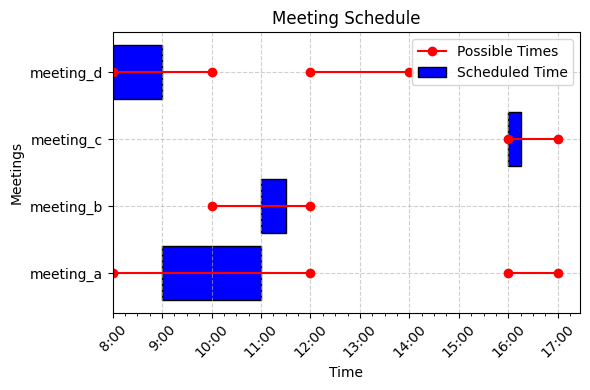 Meeting Schedule
Possible Times
Scheduled Time
meeting_d
meeting_c
meeting_b
meeting_a
Meetings
8:00
9:00
10:00
11:00
12:00
13:00
14:00
15:00
16:00
17:00
Time